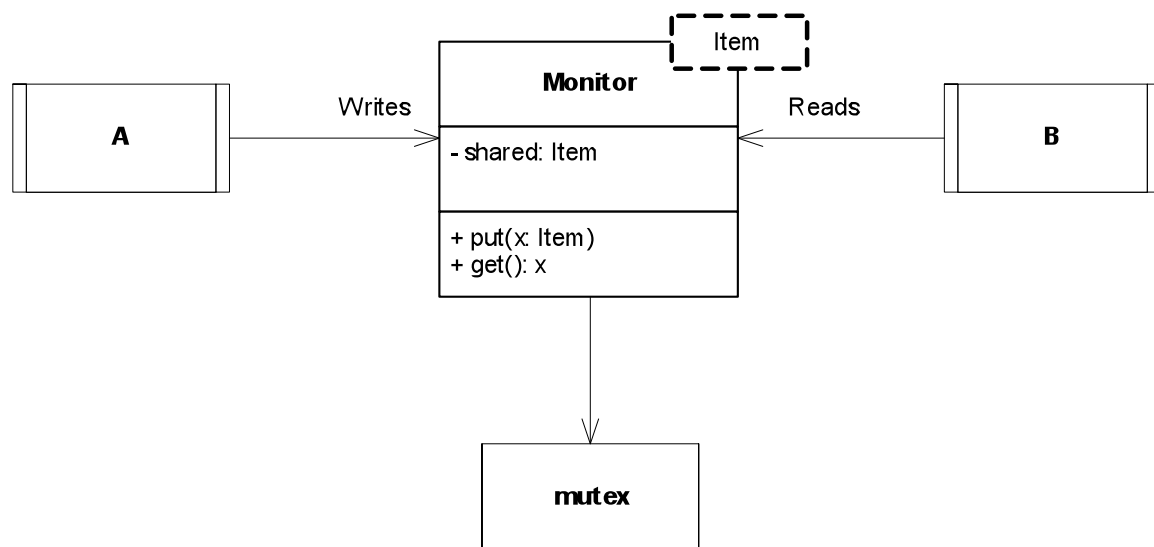 Item
Monitor
Writes
Reads
A
B
- shared: Item
+ put(x: Item)
+ get(): x
mutex